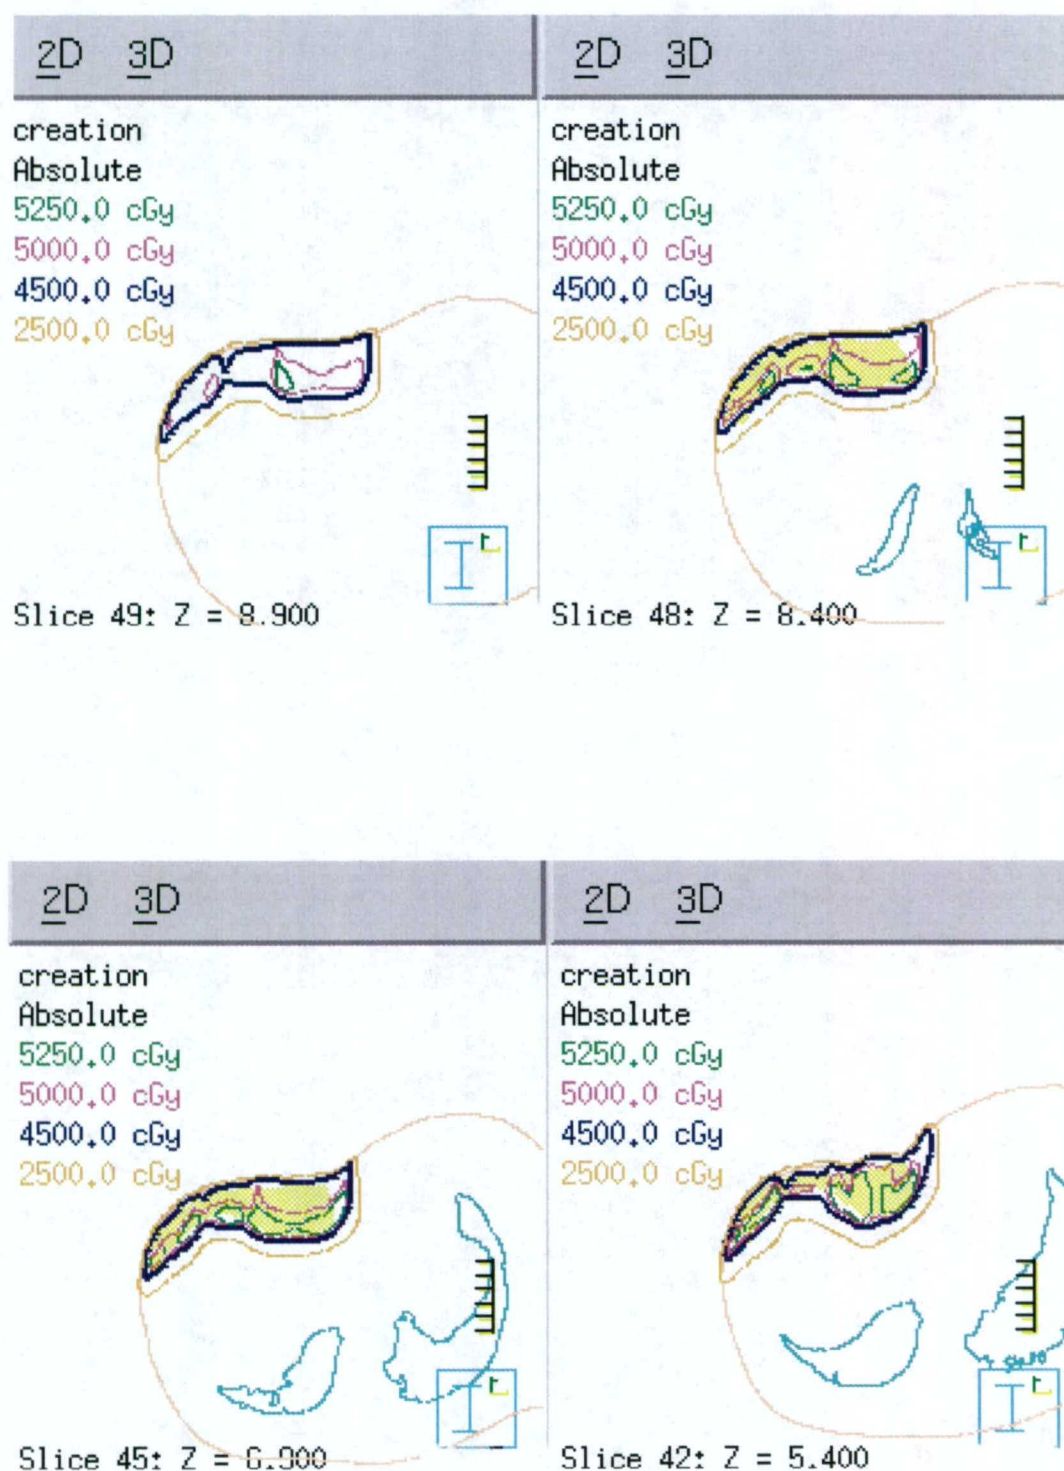 2D 3D
creation
Absolute
5250.0 cGy
5000.0 cGy
4500.0 cGy
2500.0 cGy
Slice 49: Z = 8.900
2D 3D
creation
Absolute
5250.0 cGy
5000.0 cGy
4500.0 cGy
2500.0 cGy
Slice 48: Z = 8.400
2D 3D
creation
Absolute
5250.0 cGy
5000.0 cGy
4500.0 cGy
2500.0 cGy
Slice 45: Z = 6.900
2D 3D
creation
Absolute
5250.0 cGy
5000.0 cGy
4500.0 cGy
2500.0 cGy
Slice 42: Z = 5.400